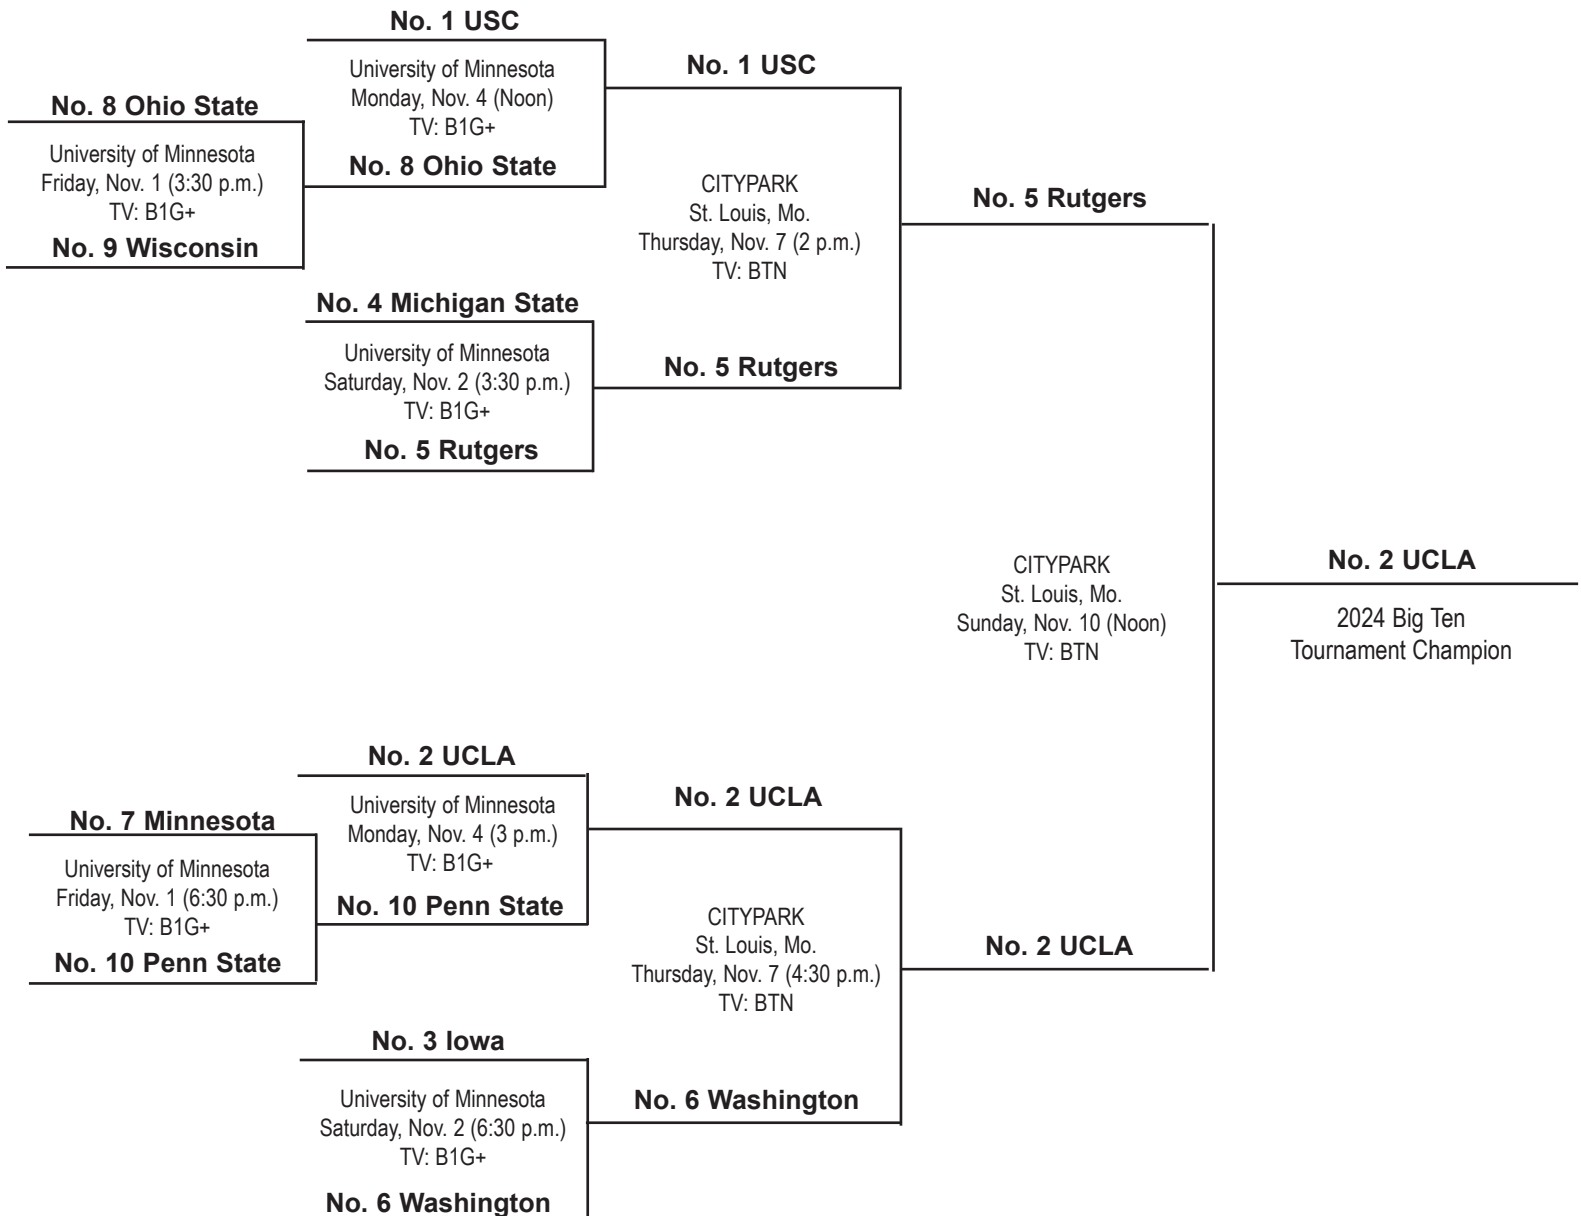 No. 1 USC
University of Minnesota
Monday, Nov. 4 (Noon)
TV: B1G+
No. 8 Ohio State
No. 8 Ohio State
University of Minnesota
Friday, Nov. 1 (3:30 p.m.)
TV: B1G+
No. 9 Wisconsin
No. 1 USC
CITYPARK
St. Louis, Mo.
Thursday, Nov. 7 (2 p.m.)
TV: BTN
No. 5 Rutgers
No. 4 Michigan State
University of Minnesota
Saturday, Nov. 2 (3:30 p.m.)
TV: B1G+
No. 5 Rutgers
No. 5 Rutgers
CITYPARK
St. Louis, Mo.
Sunday, Nov. 10 (Noon)
TV: BTN
No. 2 UCLA
2024 Big Ten
Tournament Champion
No. 2 UCLA
University of Minnesota
Monday, Nov. 4 (3 p.m.)
TV: B1G+
No. 10 Penn State
No. 7 Minnesota
University of Minnesota
Friday, Nov. 1 (6:30 p.m.)
TV: B1G+
No. 10 Penn State
No. 2 UCLA
CITYPARK
St. Louis, Mo.
Thursday, Nov. 7 (4:30 p.m.)
TV: BTN
No. 2 UCLA
No. 3 Iowa
University of Minnesota
Saturday, Nov. 2 (6:30 p.m.)
TV: B1G+
No. 6 Washington
No. 6 Washington